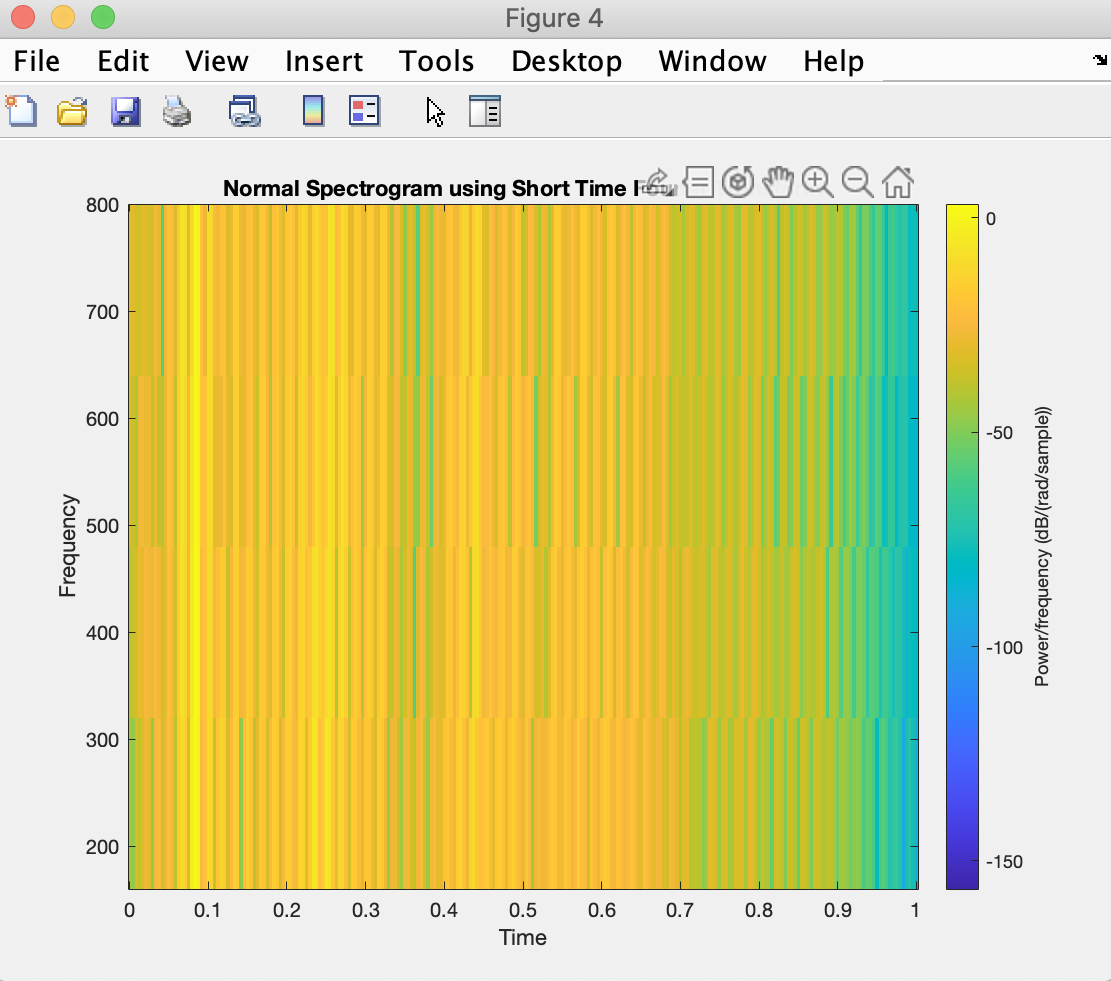 Figure 4
File Edit View Insert Tools Desktop Window Help
Normal Spectrogram using Short Time
800
700
600
500
400
300
200
Frequency
0 0.1 0.2 0.3 0.4 0.5 0.6 0.7 0.8 0.9 1
Time
0
-50
-100
-150
Power/frequency (dB/(rad/sample))